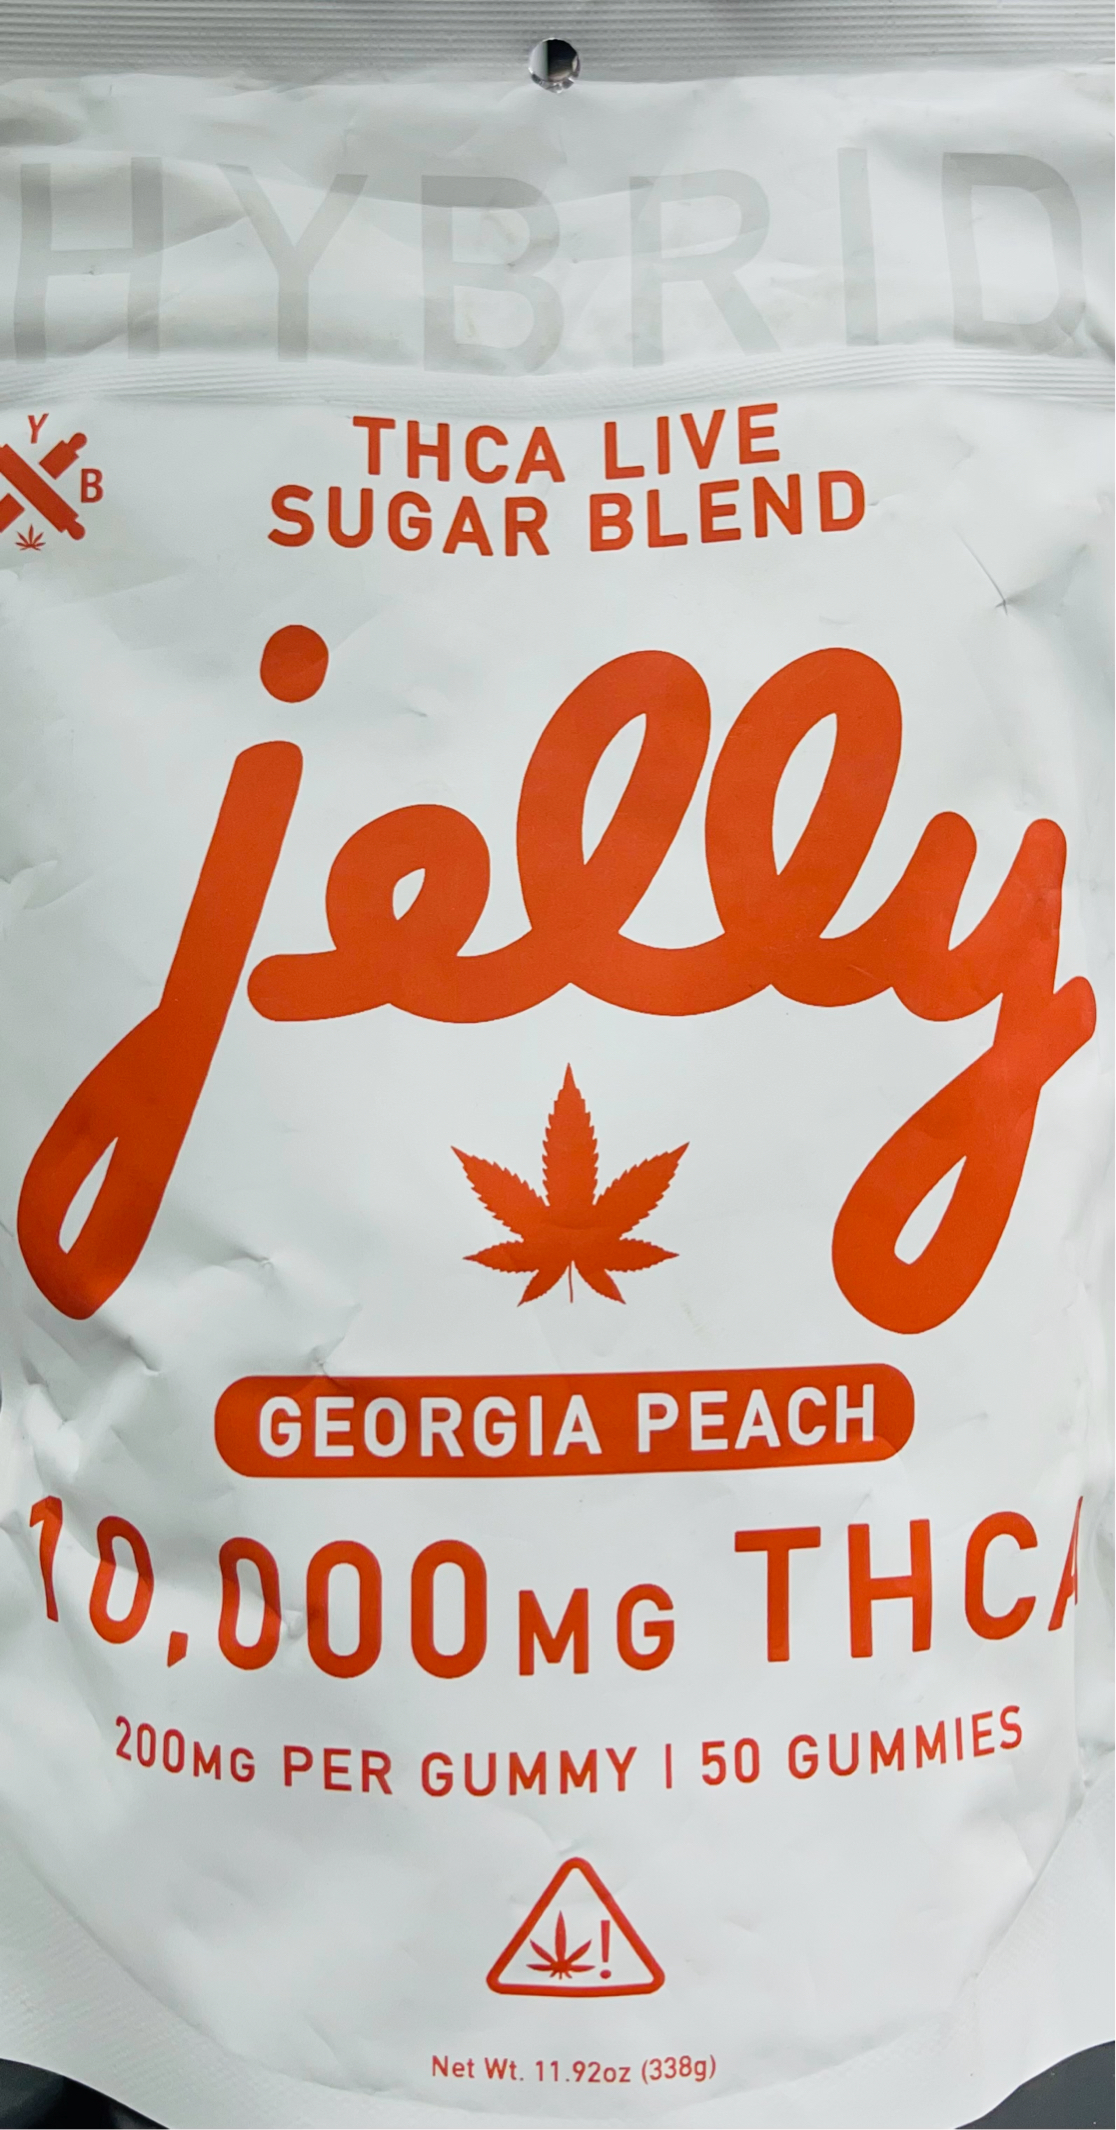 HYBRID
Y
B
THCA LIVE
SUGAR BLEND
jelly
GEORGIA PEACH
10,000MG THCA
200MG PER GUMMY | 50 GUMMIES
!
Net Wt. 11.92oz (338g)